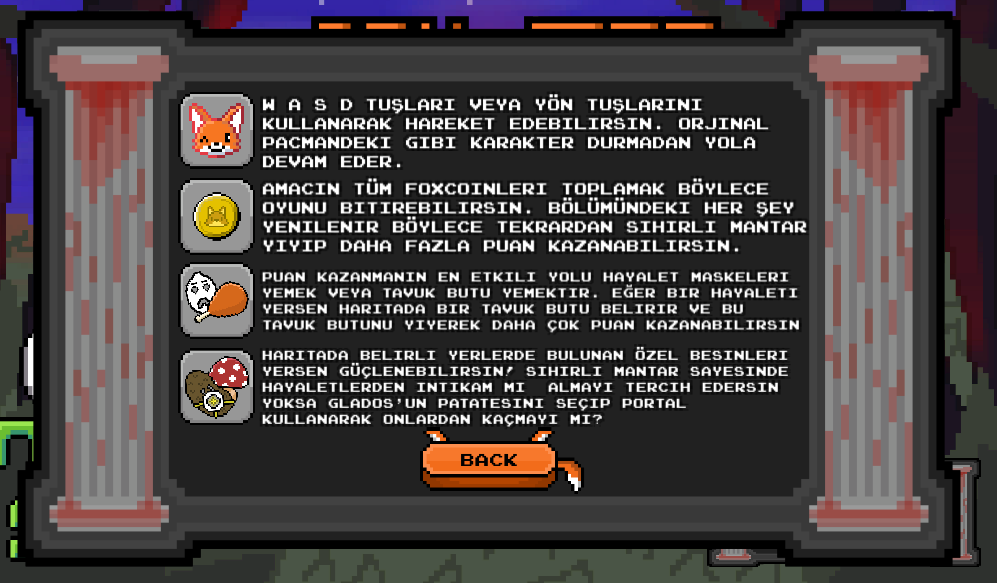 W A S D TUŞLARI VEYA YÖN TUŞLARINI
KULLANARAK HAREKET EDEBILIRSIN. ORJINAL
PACMANDEKI GIBI KARAKTER DURMADAN YOLA
DEVAM EDER.
AMACIN TÜM FOXCOINLERI TOPLAMAK BÖYLECE
OYUNU BITIREBILIRSIN. BÖLÜMÜNDEKI HER ŞEY
YENILENIR BÖYLECE TEKRARDAN SIHIRLI MANTAR
YIYIP DAHA FAZLA PUAN KAZANABILIRSIN.
PUAN KAZANMANIN EN ETKILI YOLU HAYALET MASKELERI
YEMEK VEYA TAVUK BUTU YEMEKTIR. EĞER BIR HAYALETI
YERSEN HARITADA BIR TAVUK BUTU BELIRIR VE BU
TAVUK BUTUNU YIYEREK DAHA ÇOK PUAN KAZANABILIRSIN
HARITADA BELIRLI YERLERDE BULUNAN ÖZEL BESINLERI
YERSEN GÜÇLENEBILIRSIN! SIHIRLI MANTAR SAYESINDE
HAYALETLERDEN INTIKAM MI  ALMAYI TERCIH EDERSIN
YOKSA GLADOS'UN PATATESINI SEÇIP PORTAL
KULLANARAK ONLARDAN KAÇMAYI MI?
BACK